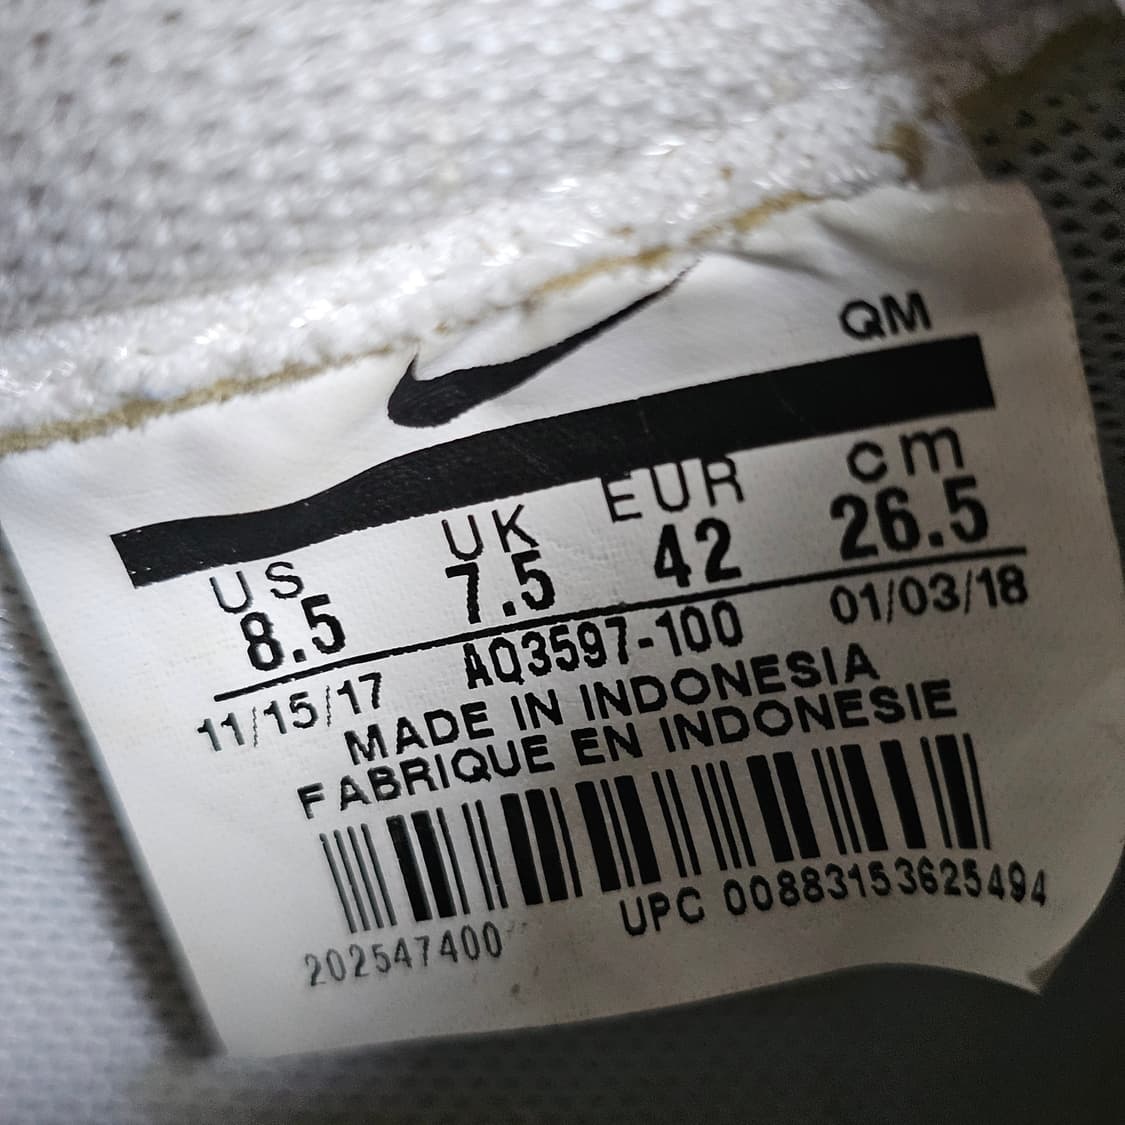 QM
US UK EUR cm
8.5 7.5 42 26.5
11/15/17 AQ3597-100 01/03/18
MADE IN INDONESIA
FABRIQUE EN INDONESIE
202547400 UPC 00883153625494